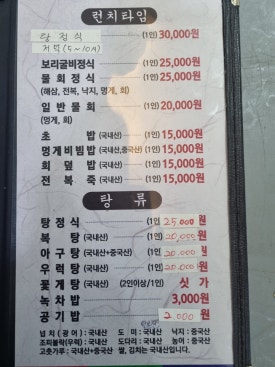 런치타임
탕정식 (1인) 30,000원
저녁(5~10시)
보리굴비정식 (1인) 25,000원
물회정식 (1인) 25,000원
(해삼, 전복, 낙지, 멍게, 회)
일반물회 (1인) 20,000원
(멍게, 회)
초밥 (국내산) (1인) 15,000원
멍게비빔밥 (국내산,중국산) (1인) 15,000원
회덮밥 (국내산) (1인) 15,000원
전복죽 (국내산) (1인) 15,000원
탕류
탕정식 (국내산) (1인) 25,000원
복탕 (국내산) (1인) 20,000원
아구탕 (국내산+중국산) (1인) 20,000원
우럭탕 (국내산) (1인) 20,000원
꽃게탕 (국내산) (2인이상/1인) 싯가
녹차밥 3,000원
공기밥 2,000원
넙치(광어) : 국내산 도미 : 국내산 낙지 : 중국산
조피볼락(우럭) : 국내산 도다리 : 국내산 농어 : 중국산
고춧가루 : 국내산+중국산 쌀, 김치는 국내산입니다.